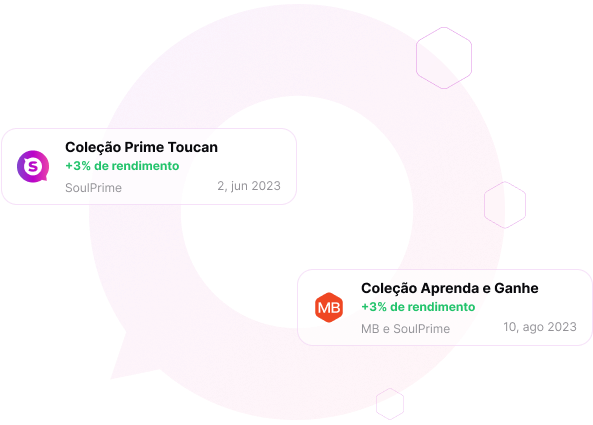 Coleção Prime Toucan
+3% de rendimento
SoulPrime
2, jun 2023
S
Coleção Aprenda e Ganhe
+3% de rendimento
MB e SoulPrime
10, ago 2023
MB